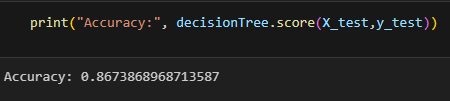 print("Accuracy:", decisionTree.score(X_test,y_test))
Accuracy: 0.8673868968713587